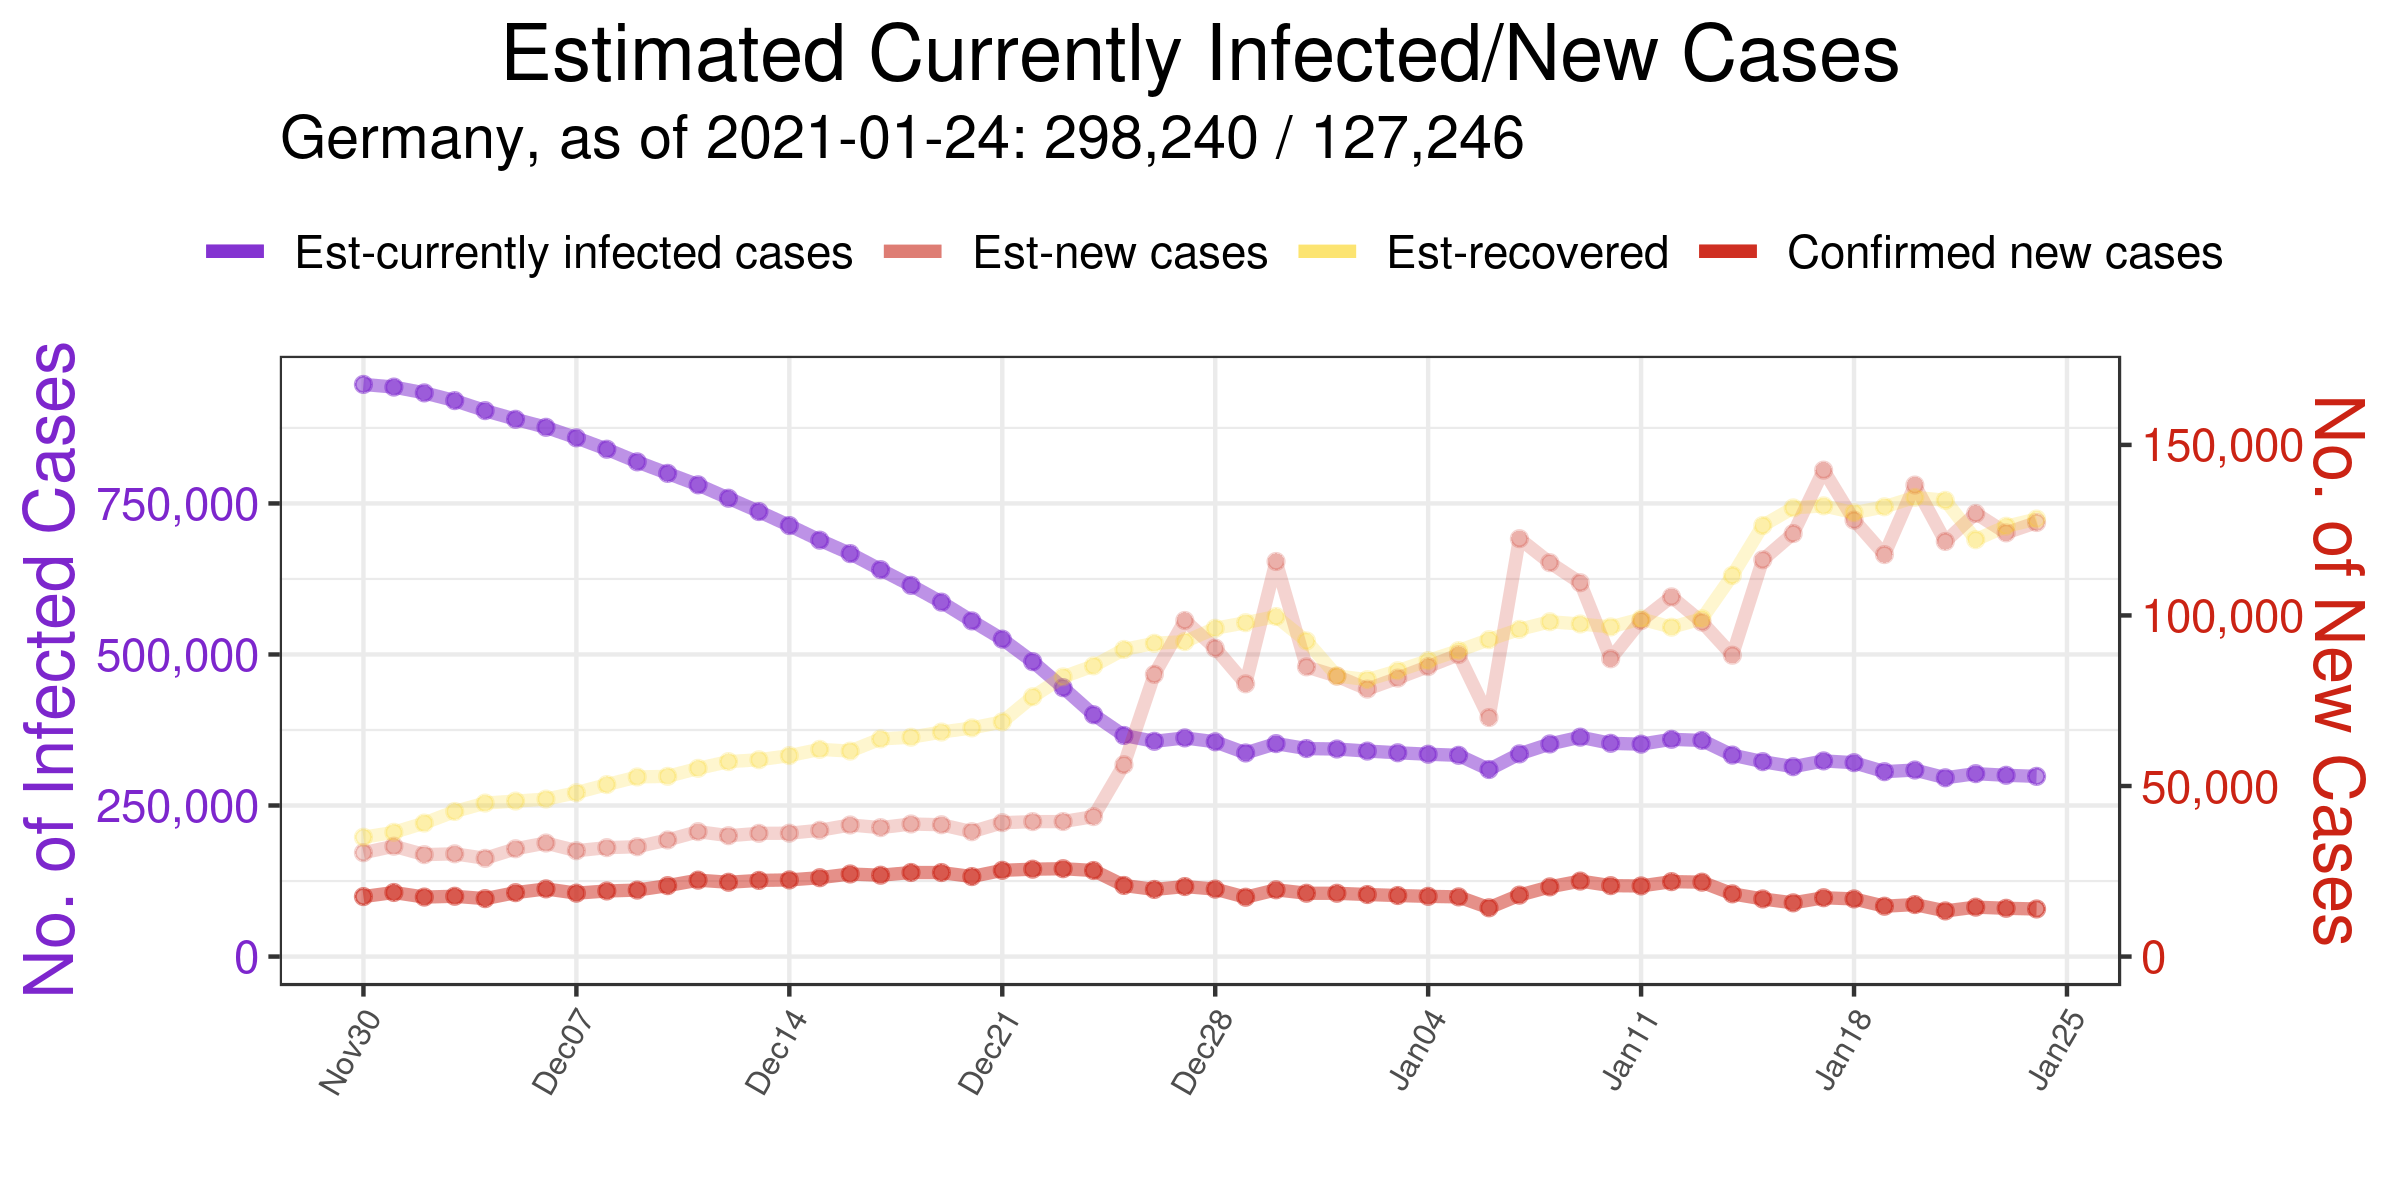 Estimated Currently Infected/New Cases
Germany, as of 2021-01-24: 298,240 / 127,246
Est-currently infected cases Est-new cases Est-recovered Confirmed new cases
No. of Infected Cases
750,000
500,000
250,000
0
150,000
100,000
50,000
0
No. of New Cases
Nov30 Dec07 Dec14 Dec21 Dec28 Jan04 Jan11 Jan18 Jan25